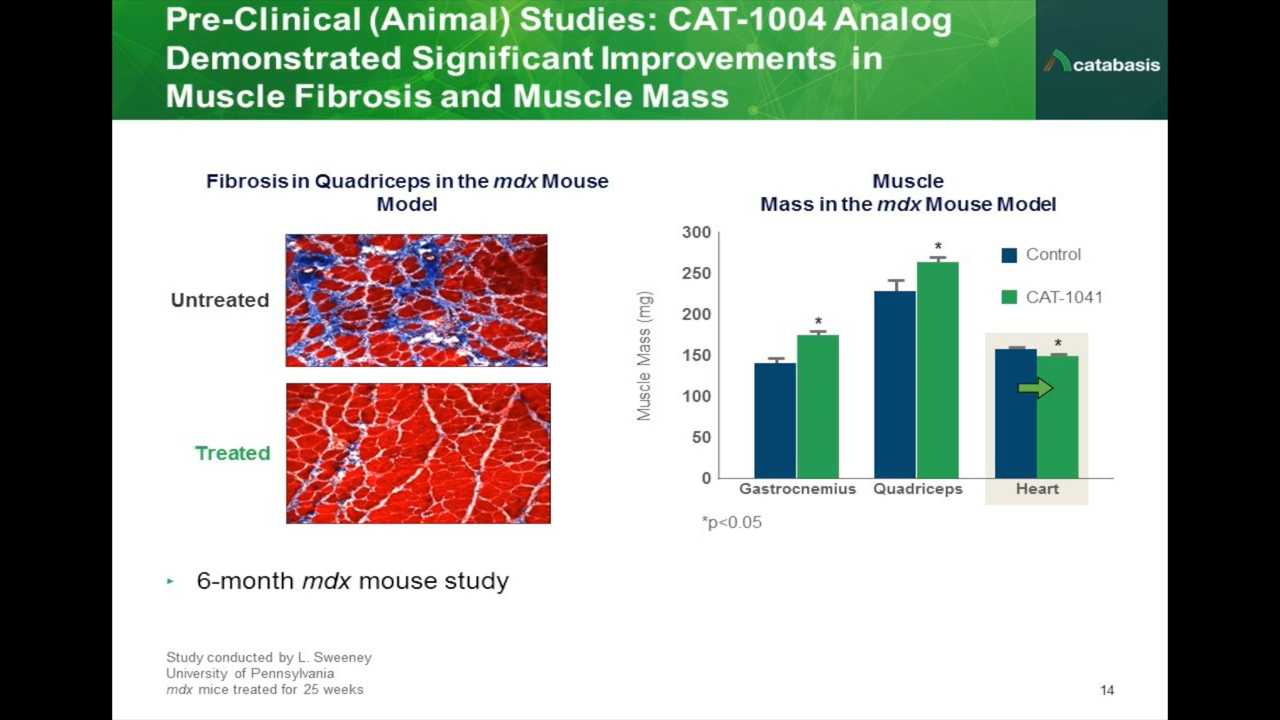 Pre-Clinical (Animal) Studies: CAT-1004 Analog
Demonstrated Significant Improvements in
Muscle Fibrosis and Muscle Mass
catabasis
Fibrosis in Quadriceps in the mdx Mouse
Model
Untreated
Treated
Muscle
Mass in the mdx Mouse Model
Muscle Mass (mg)
300
250
200
150
100
50
0
*
*
*
Control
CAT-1041
Gastrocnemius
Quadriceps
Heart
*p<0.05
▸ 6-month mdx mouse study
Study conducted by L. Sweeney
University of Pennsylvania
mdx mice treated for 25 weeks
14